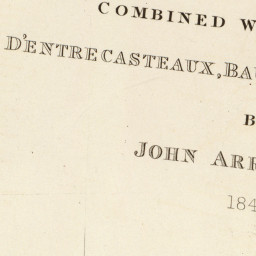 COMBINED W
D'ENTRECASTEAUX, BAU
B
JOHN ARR
184